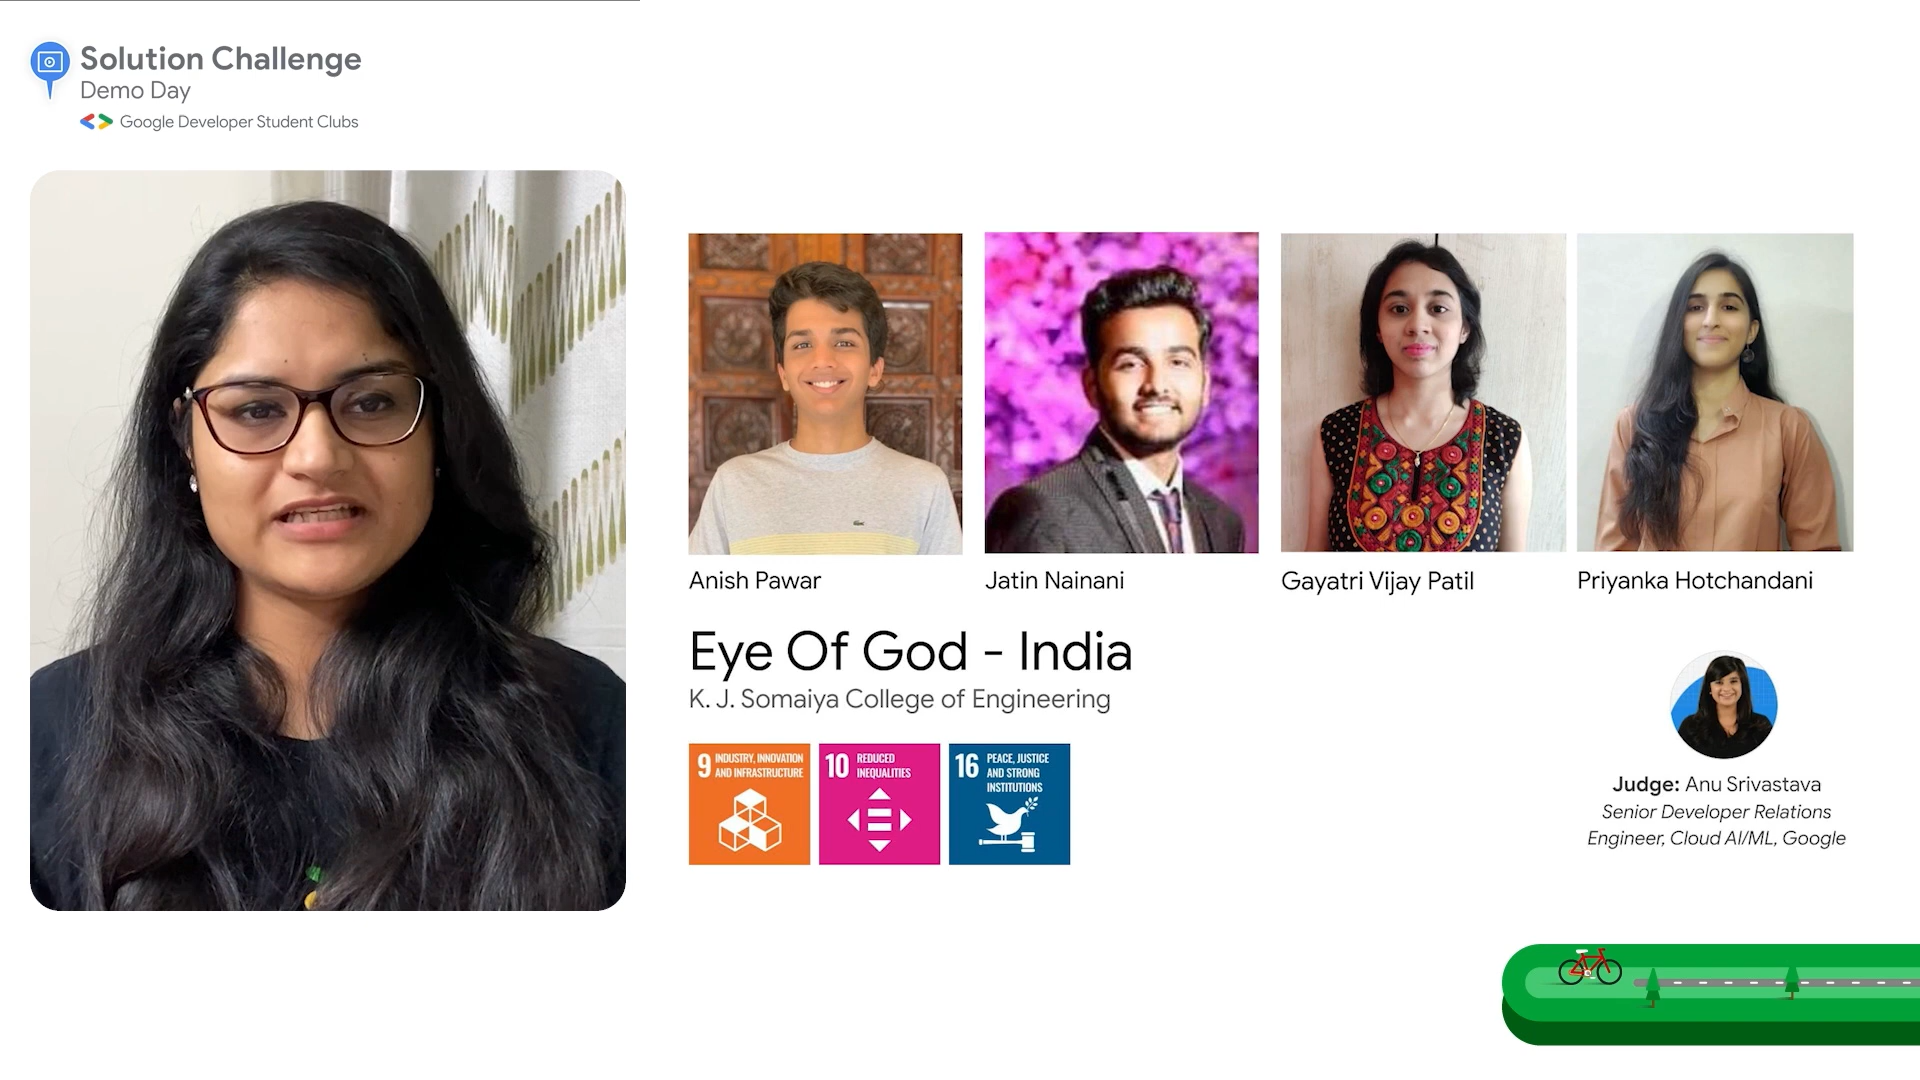 Solution Challenge
Demo Day
Google Developer Student Clubs
Anish Pawar
Jatin Nainani
Gayatri Vijay Patil
Priyanka Hotchandani
Eye Of God - India
K. J. Somaiya College of Engineering
9 INDUSTRY, INNOVATION
AND INFRASTRUCTURE
10 REDUCED
INEQUALITIES
16 PEACE, JUSTICE
AND STRONG
INSTITUTIONS
Judge: Anu Srivastava
Senior Developer Relations
Engineer, Cloud AI/ML, Google